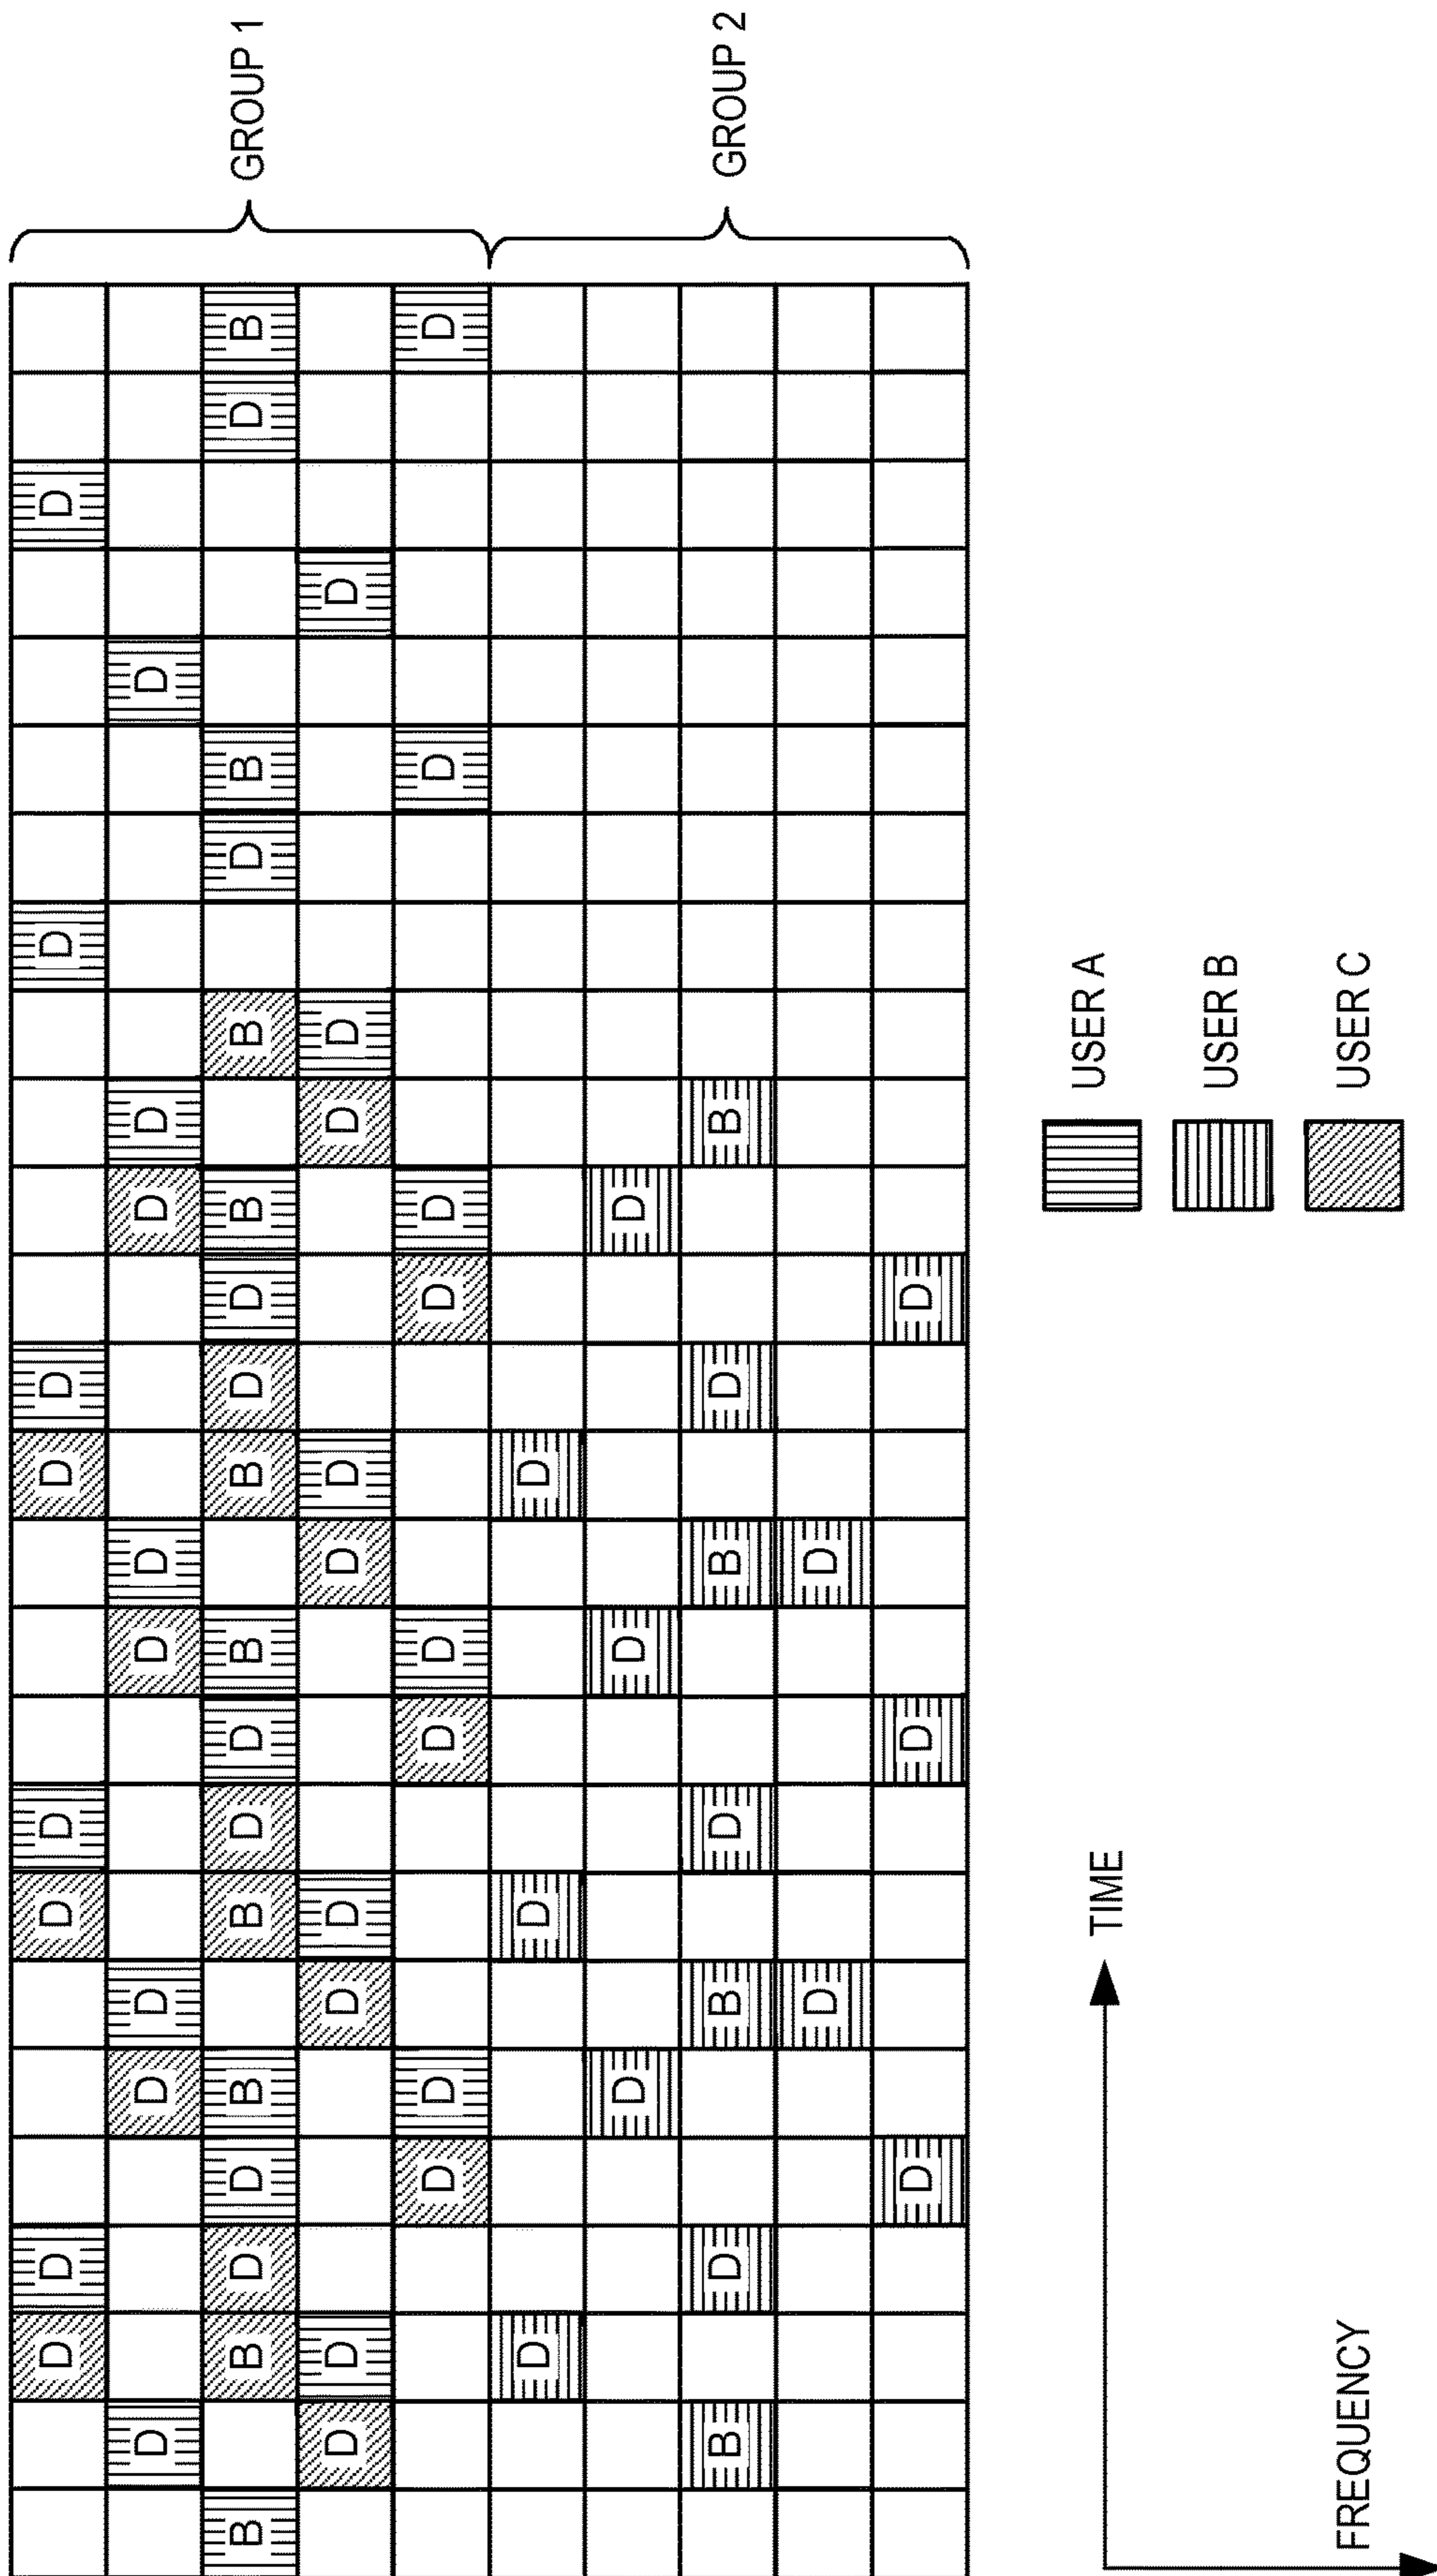 D D D D D D D D
D D D D D D D D
B B D D B B D D B B D D B B D B D B GROUP 1
D D D D D D D D D
D D D D D D D D
D D D
D D D
B D B D B D B GROUP 2
D D
D D D
TIME
FREQUENCY
USER A
USER B
USER C